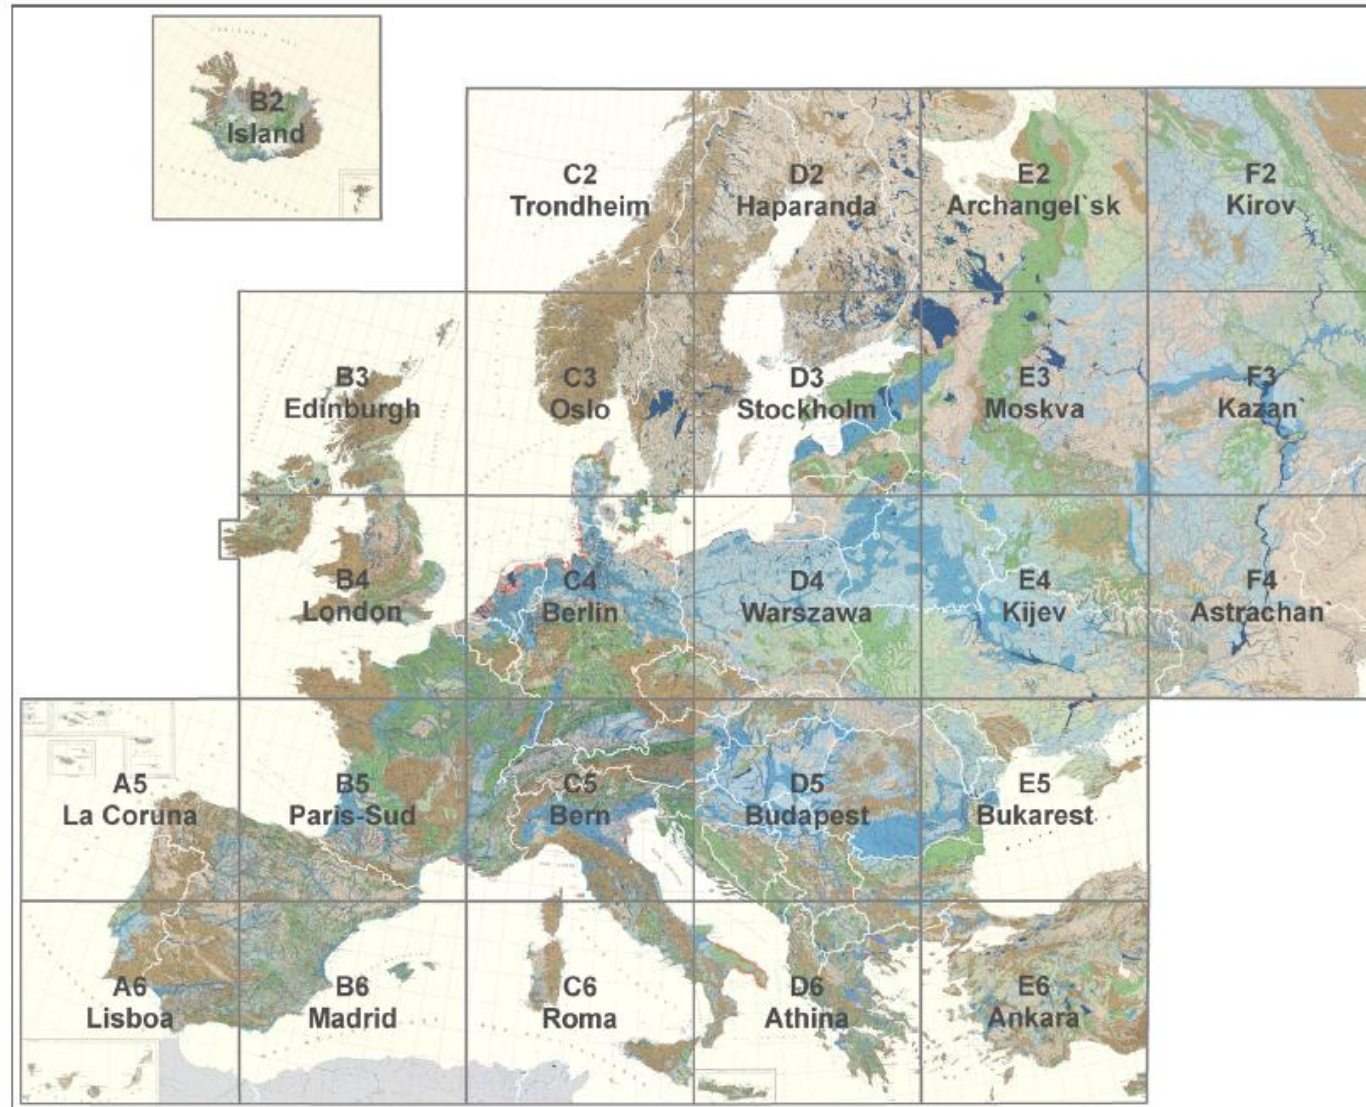 B2
Island
C2
Trondheim
D2
Haparanda
E2
Archangel`sk
F2
Kirov
B3
Edinburgh
C3
Oslo
D3
Stockholm
E3
Moskva
F3
Kazan`
B4
London
C4
Berlin
D4
Warszawa
E4
Kijev
F4
Astrachan`
A5
La Coruna
B5
Paris-Sud
C5
Bern
D5
Budapest
E5
Bukarest
A6
Lisboa
B6
Madrid
C6
Roma
D6
Athina
E6
Ankara